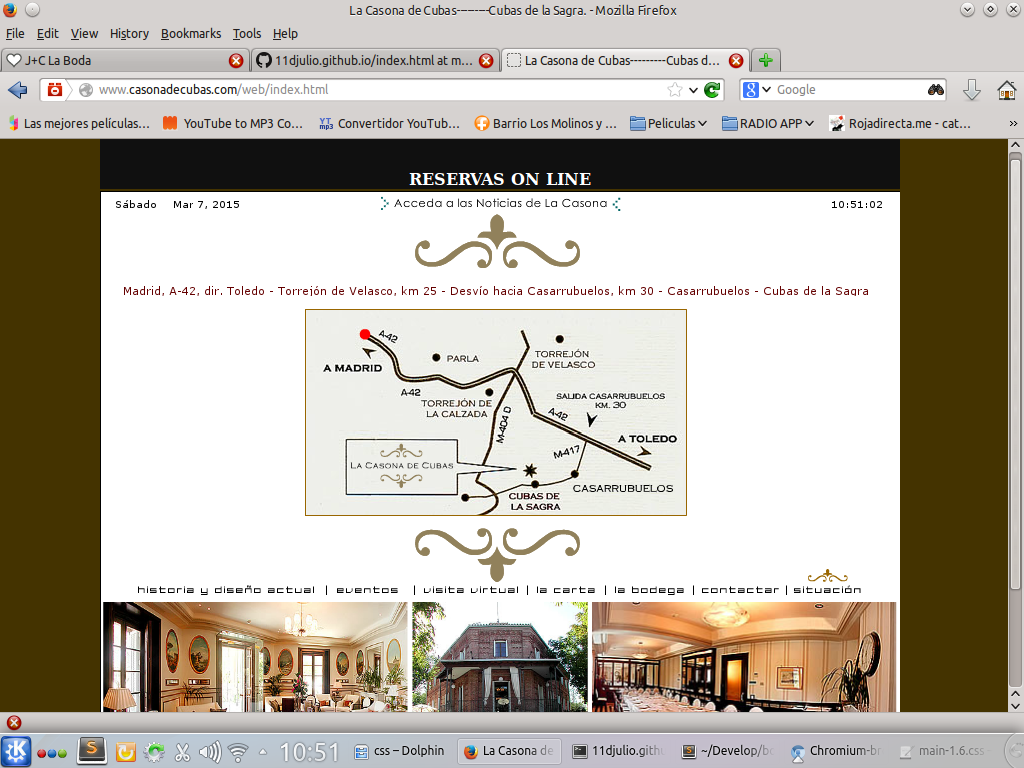 La Casona de Cubas---------Cubas de la Sagra. - Mozilla Firefox
File Edit View History Bookmarks Tools Help
J+C La Boda
11djulio.github.io/index.html at m...
La Casona de Cubas---------Cubas d...
www.casonadecubas.com/web/index.html
Google
Las mejores películas...
YouTube to MP3 Co...
Convertidor YouTub...
Barrio Los Molinos y ...
Peliculas
RADIO APP
Rojadirecta.me - cat...
»
RESERVAS ON LINE
Sábado Mar 7, 2015
Acceda a las Noticias de La Casona
10:51:02
Madrid, A-42, dir. Toledo - Torrejón de Velasco, km 25 - Desvío hacia Casarrubuelos, km 30 - Casarrubuelos - Cubas de la Sagra
A-42
A MADRID
PARLA
TORREJÓN
DE VELASCO
A-42
TORREJÓN DE
LA CALZADA
SALIDA CASARRUBUELOS
KM. 30
M-404 D
A-42
A TOLEDO
M-417
LA CASONA DE CUBAS
CASARRUBUELOS
CUBAS DE
LA SAGRA
historia y diseño actual | eventos | visita virtual | la carta | la bodega | contactar | situación
10:51
css – Dolphin
La Casona de
11djulio.githu
~/Develop/bo
Chromium-br
main-1.6.css